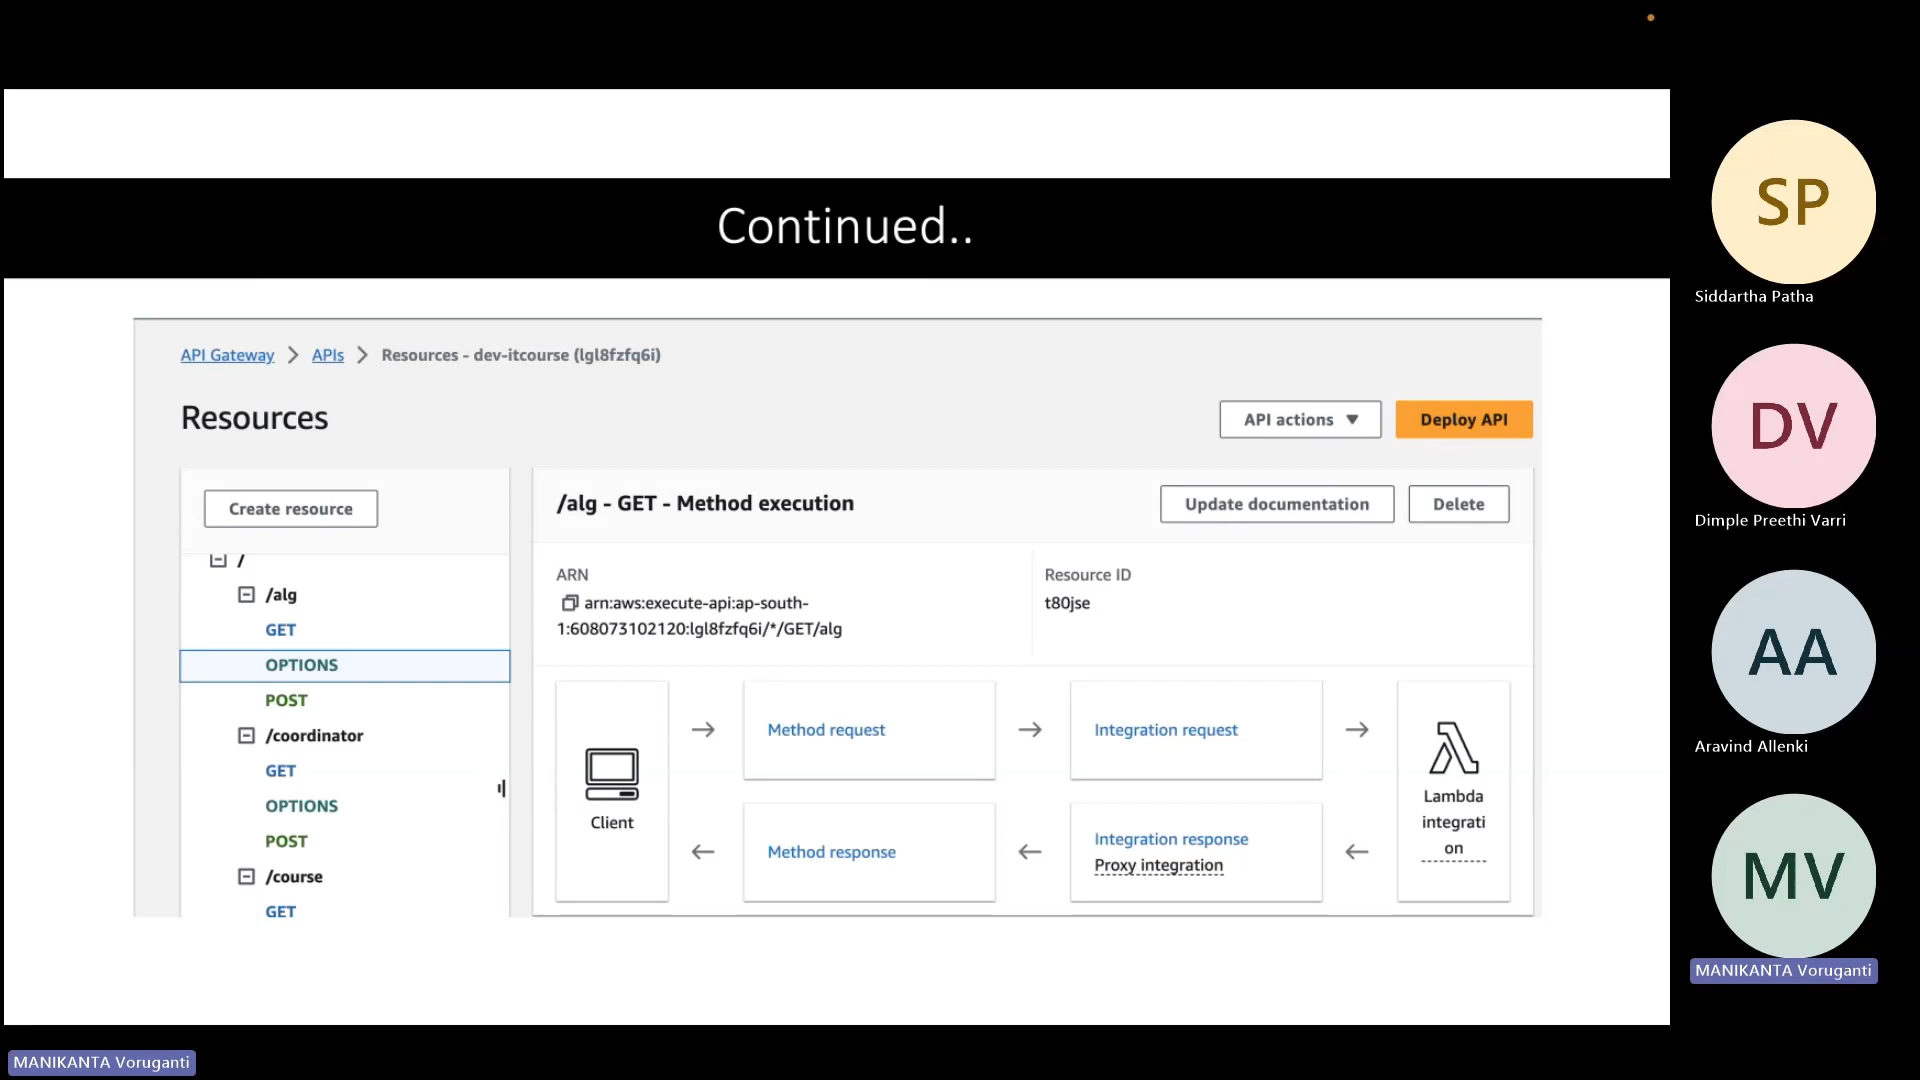 Continued..
API Gateway > APIs > Resources - dev-itcourse (lgl8fzfq6i)
Resources
API actions ▼
Deploy API
Create resource
/
/alg
GET
OPTIONS
POST
/coordinator
GET
OPTIONS
POST
/course
GET
/alg - GET - Method execution
Update documentation
Delete
ARN
arn:aws:execute-api:ap-south-
1:608073102120:lgl8fzfq6i/*/GET/alg
Resource ID
t80jse
Client
Method request
Integration request
Method response
Integration response
Proxy integration
Lambda
integrati
on
SP
Siddartha Patha
DV
Dimple Preethi Varri
AA
Aravind Allenki
MV
MANIKANTA Voruganti
MANIKANTA Voruganti